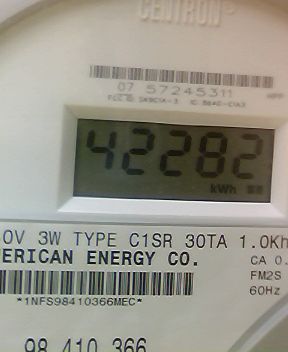 CENTRON®
07 57245311
42282
kWh
0V 3W TYPE C1SR 30TA 1.0Kh
ERICAN ENERGY CO.
CA 0.
FM2S
60Hz
*1NFS98410366MEC*
98 410 366